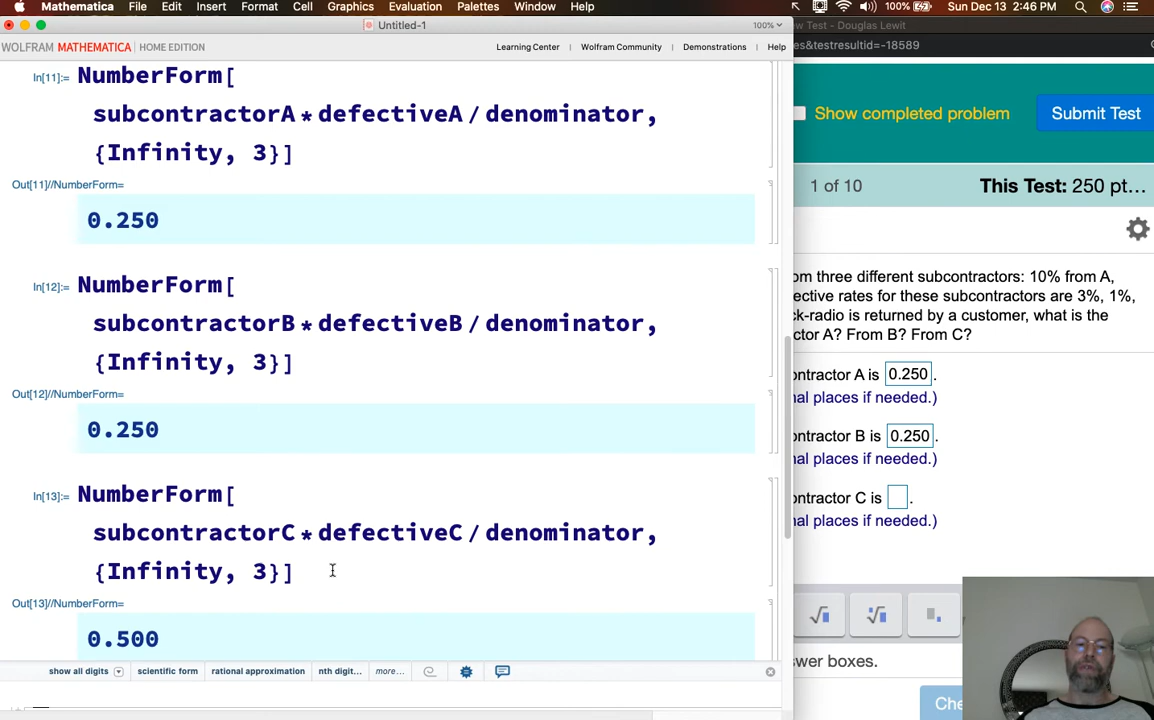 Mathematica File Edit Insert Format Cell Graphics Evaluation Palettes Window Help 100% Sun Dec 13 2:46 PM
Untitled-1
100%
w Test - Douglas Lewit
WOLFRAM MATHEMATICA | HOME EDITION
Learning Center | Wolfram Community | Demonstrations | Help
es&testresultid=-18589
In[11]:= NumberForm[
subcontractorA * defectiveA / denominator,
{Infinity, 3}]
Out[11]//NumberForm=
0.250
In[12]:= NumberForm[
subcontractorB * defectiveB / denominator,
{Infinity, 3}]
Out[12]//NumberForm=
0.250
In[13]:= NumberForm[
subcontractorC * defectiveC / denominator,
{Infinity, 3}]
Out[13]//NumberForm=
0.500
show all digits scientific form rational approximation nth digit... more...
Show completed problem
Submit Test
1 of 10
This Test: 250 pt...
om three different subcontractors: 10% from A,
ective rates for these subcontractors are 3%, 1%,
ck-radio is returned by a customer, what is the
ctor A? From B? From C?
ontractor A is 0.250.
nal places if needed.)
ontractor B is 0.250.
nal places if needed.)
ontractor C is .
nal places if needed.)
swer boxes.
Che